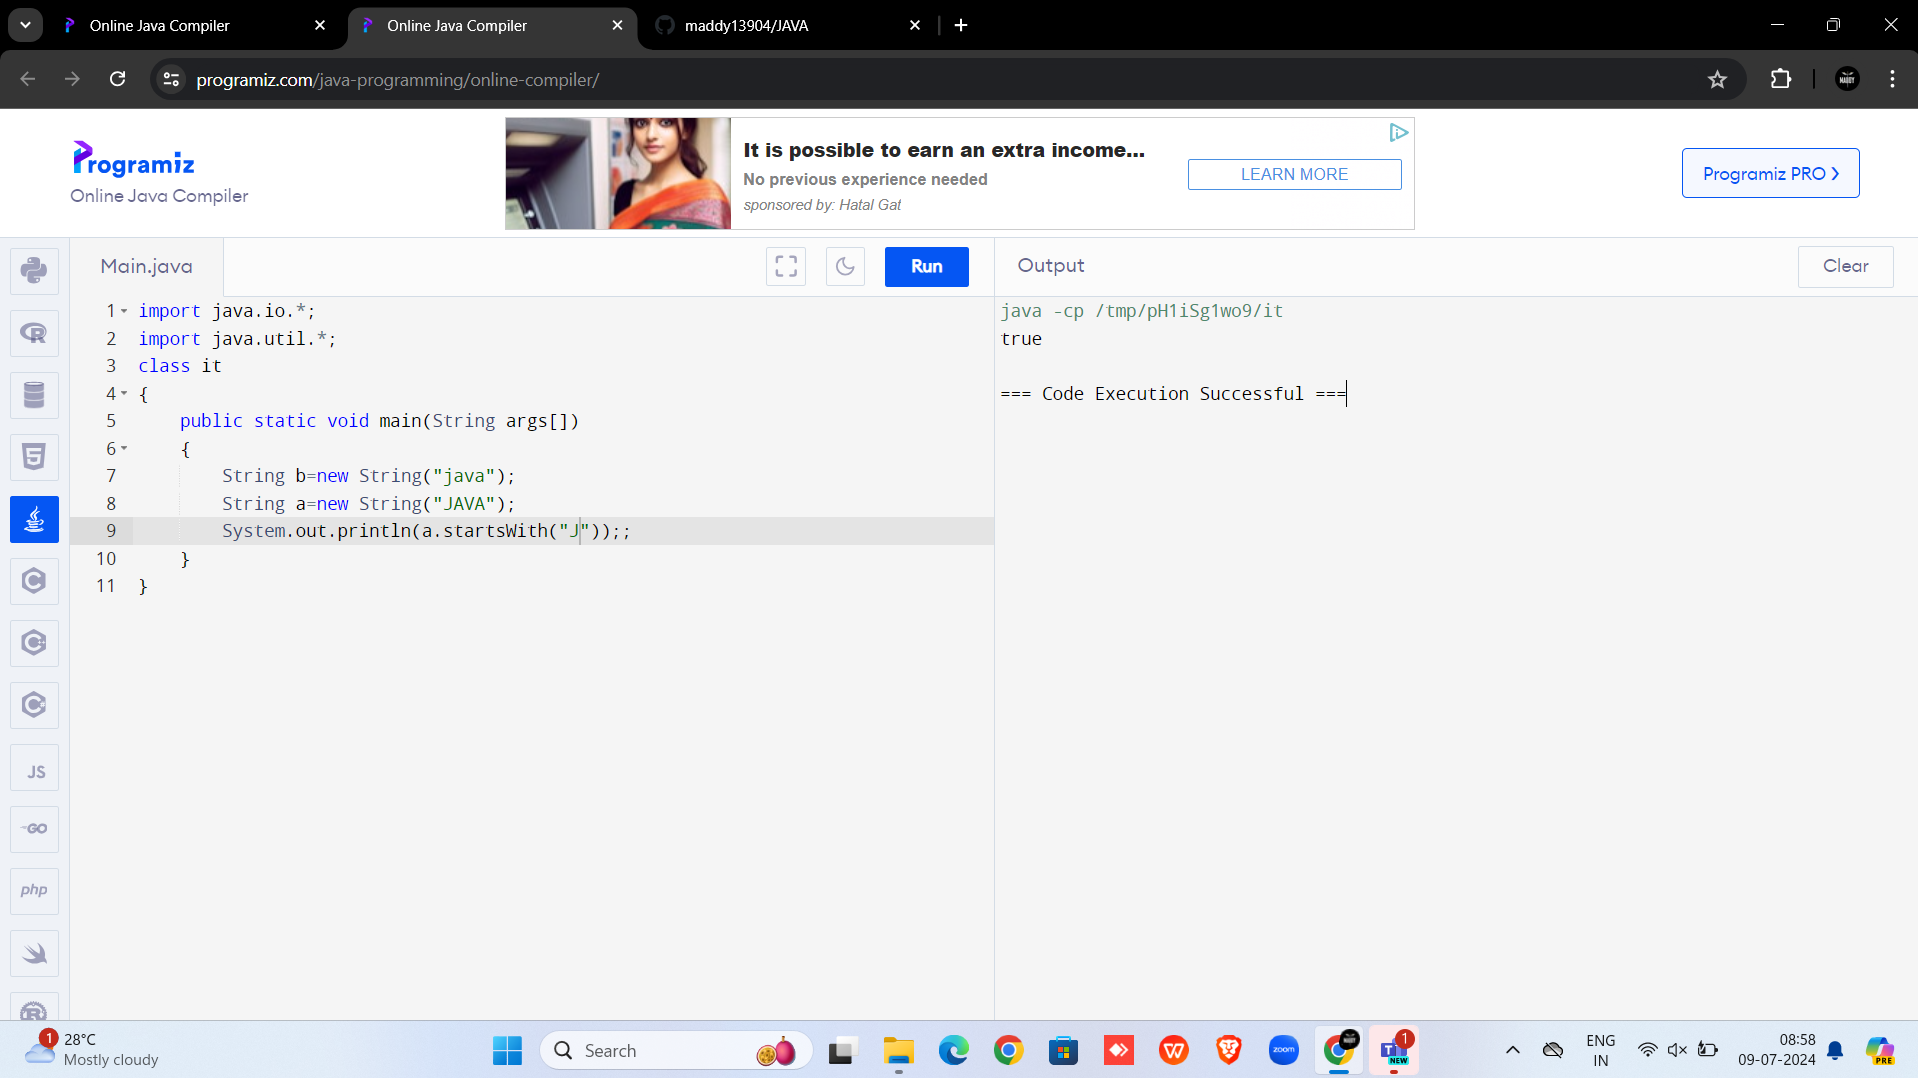 Online Java Compiler
Online Java Compiler
maddy13904/JAVA
programiz.com/java-programming/online-compiler/
Programiz
Online Java Compiler
It is possible to earn an extra income...
No previous experience needed
sponsored by: Hatal Gat
LEARN MORE
Programiz PRO
Main.java
Run
Output
Clear
1 import java.io.*;
2 import java.util.*;
3 class it
4 {
5     public static void main(String args[])
6     {
7         String b=new String("java");
8         String a=new String("JAVA");
9         System.out.println(a.startsWith("J"));;
10     }
11 }
java -cp /tmp/pH1iSg1wo9/it
true
=== Code Execution Successful ===
JS
GO
php
1
28°C
Mostly cloudy
Search
zoom
1
NEW
ENG
IN
08:58
09-07-2024
PRE